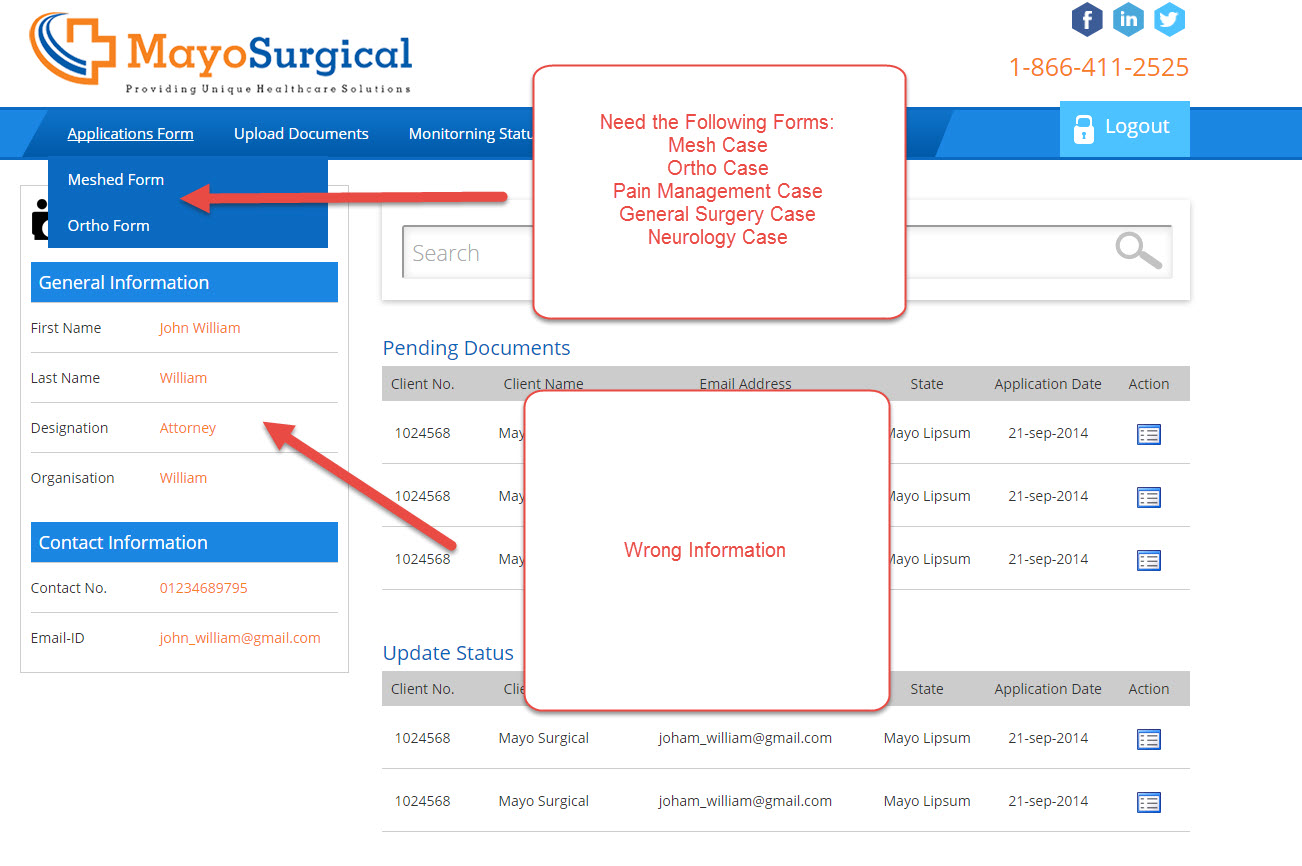 MayoSurgical
Providing Unique Healthcare Solutions
f in
1-866-411-2525
Applications Form Upload Documents Monitorning Statu
Logout
Meshed Form
Ortho Form
Need the Following Forms:
Mesh Case
Ortho Case
Pain Management Case
General Surgery Case
Neurology Case
Search
General Information
First Name John William
Last Name William
Designation Attorney
Organisation William
Contact Information
Contact No. 01234689795
Email-ID john_william@gmail.com
Pending Documents
Client No. Client Name Email Address State Application Date Action
1024568 May Mayo Lipsum 21-sep-2014
1024568 May Mayo Lipsum 21-sep-2014
1024568 May Mayo Lipsum 21-sep-2014
Wrong Information
Update Status
Client No. Clie State Application Date Action
1024568 Mayo Surgical joham_william@gmail.com Mayo Lipsum 21-sep-2014
1024568 Mayo Surgical joham_william@gmail.com Mayo Lipsum 21-sep-2014